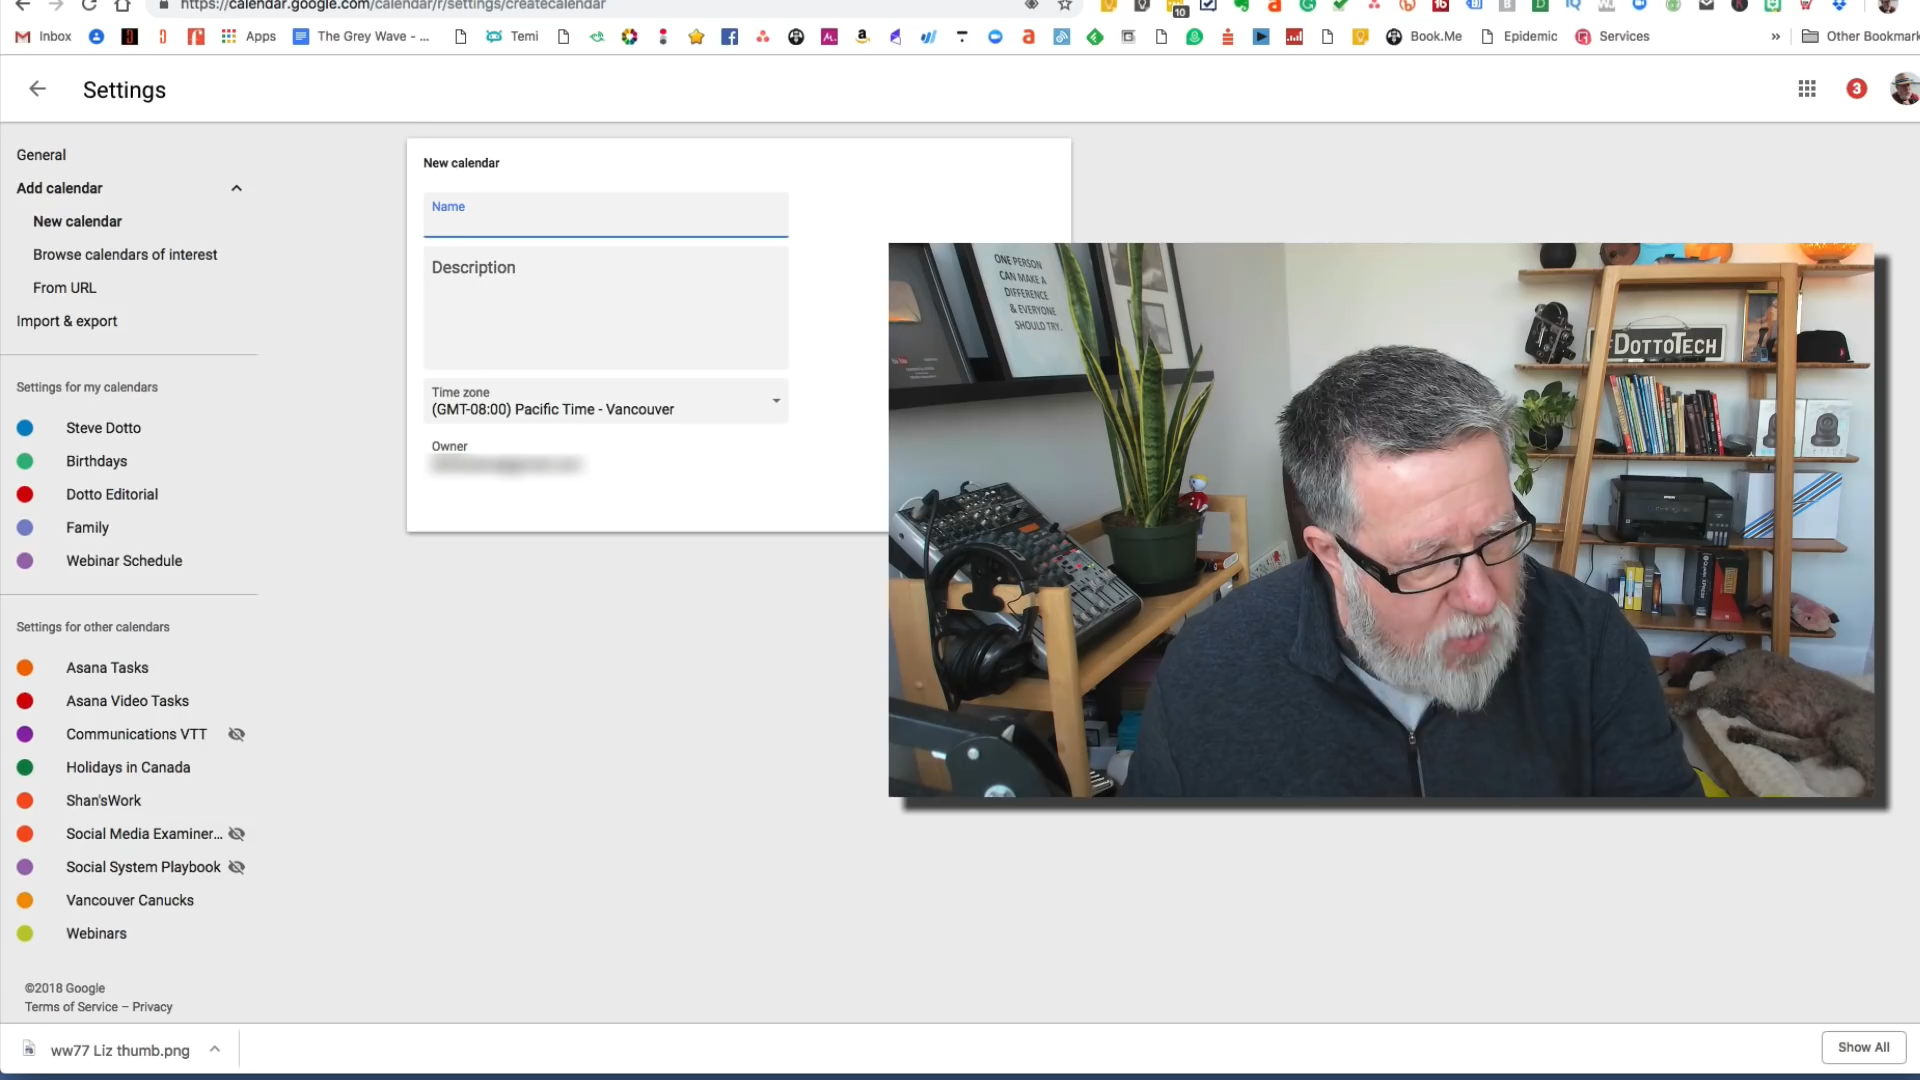 https://calendar.google.com/calendar/r/settings/createcalendar
10
Inbox
Apps
The Grey Wave - ...
Temi
Book.Me
Epidemic
Services
»
Other Bookmark
Settings
3
General
Add calendar
New calendar
Browse calendars of interest
From URL
Import & export
Settings for my calendars
Steve Dotto
Birthdays
Dotto Editorial
Family
Webinar Schedule
Settings for other calendars
Asana Tasks
Asana Video Tasks
Communications VTT
Holidays in Canada
Shan'sWork
Social Media Examiner...
Social System Playbook
Vancouver Canucks
Webinars
©2018 Google
Terms of Service – Privacy
New calendar
Name
Description
Time zone
(GMT-08:00) Pacific Time - Vancouver
Owner
ONE PERSON
CAN MAKE A
DIFFERENCE
& EVERYONE
SHOULD TRY.
DOTTOTECH
ww77 Liz thumb.png
Show All